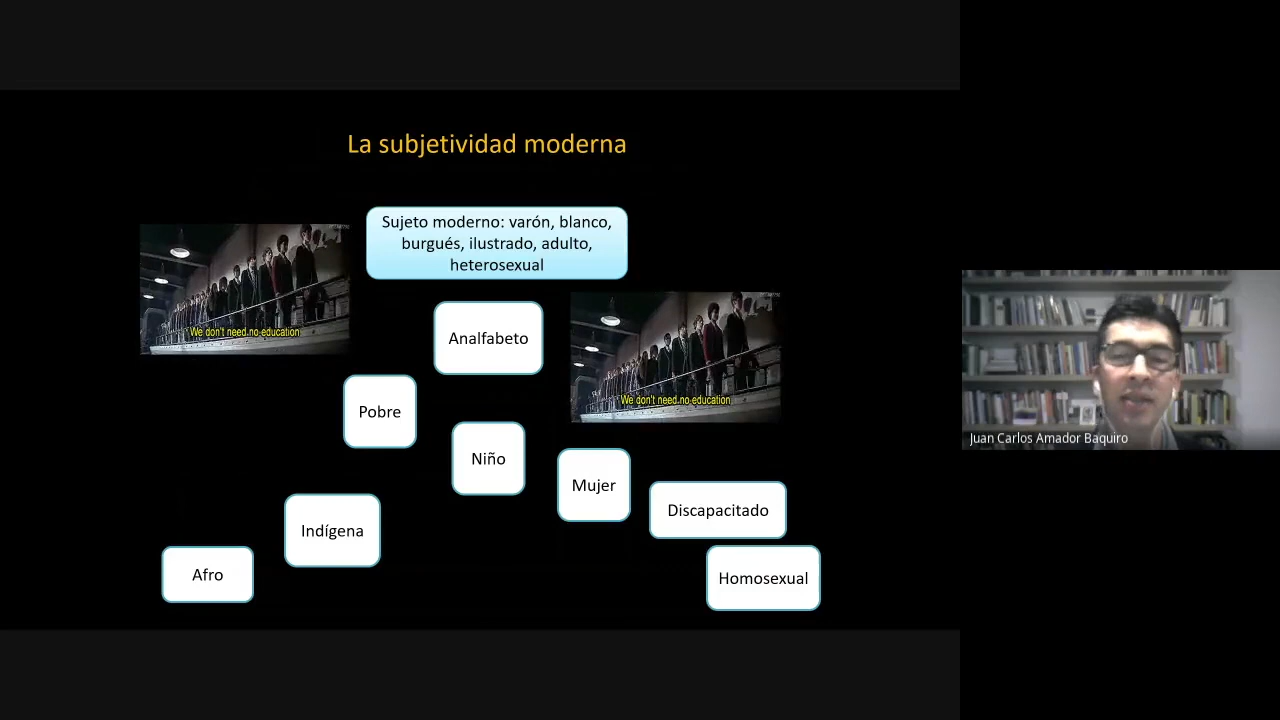 La subjetividad moderna
Sujeto moderno: varón, blanco,
burgués, ilustrado, adulto,
heterosexual
We don't need no education
Analfabeto
We don't need no education
Pobre
Niño
Mujer
Discapacitado
Indígena
Afro
Homosexual
Juan Carlos Amador Baquiro